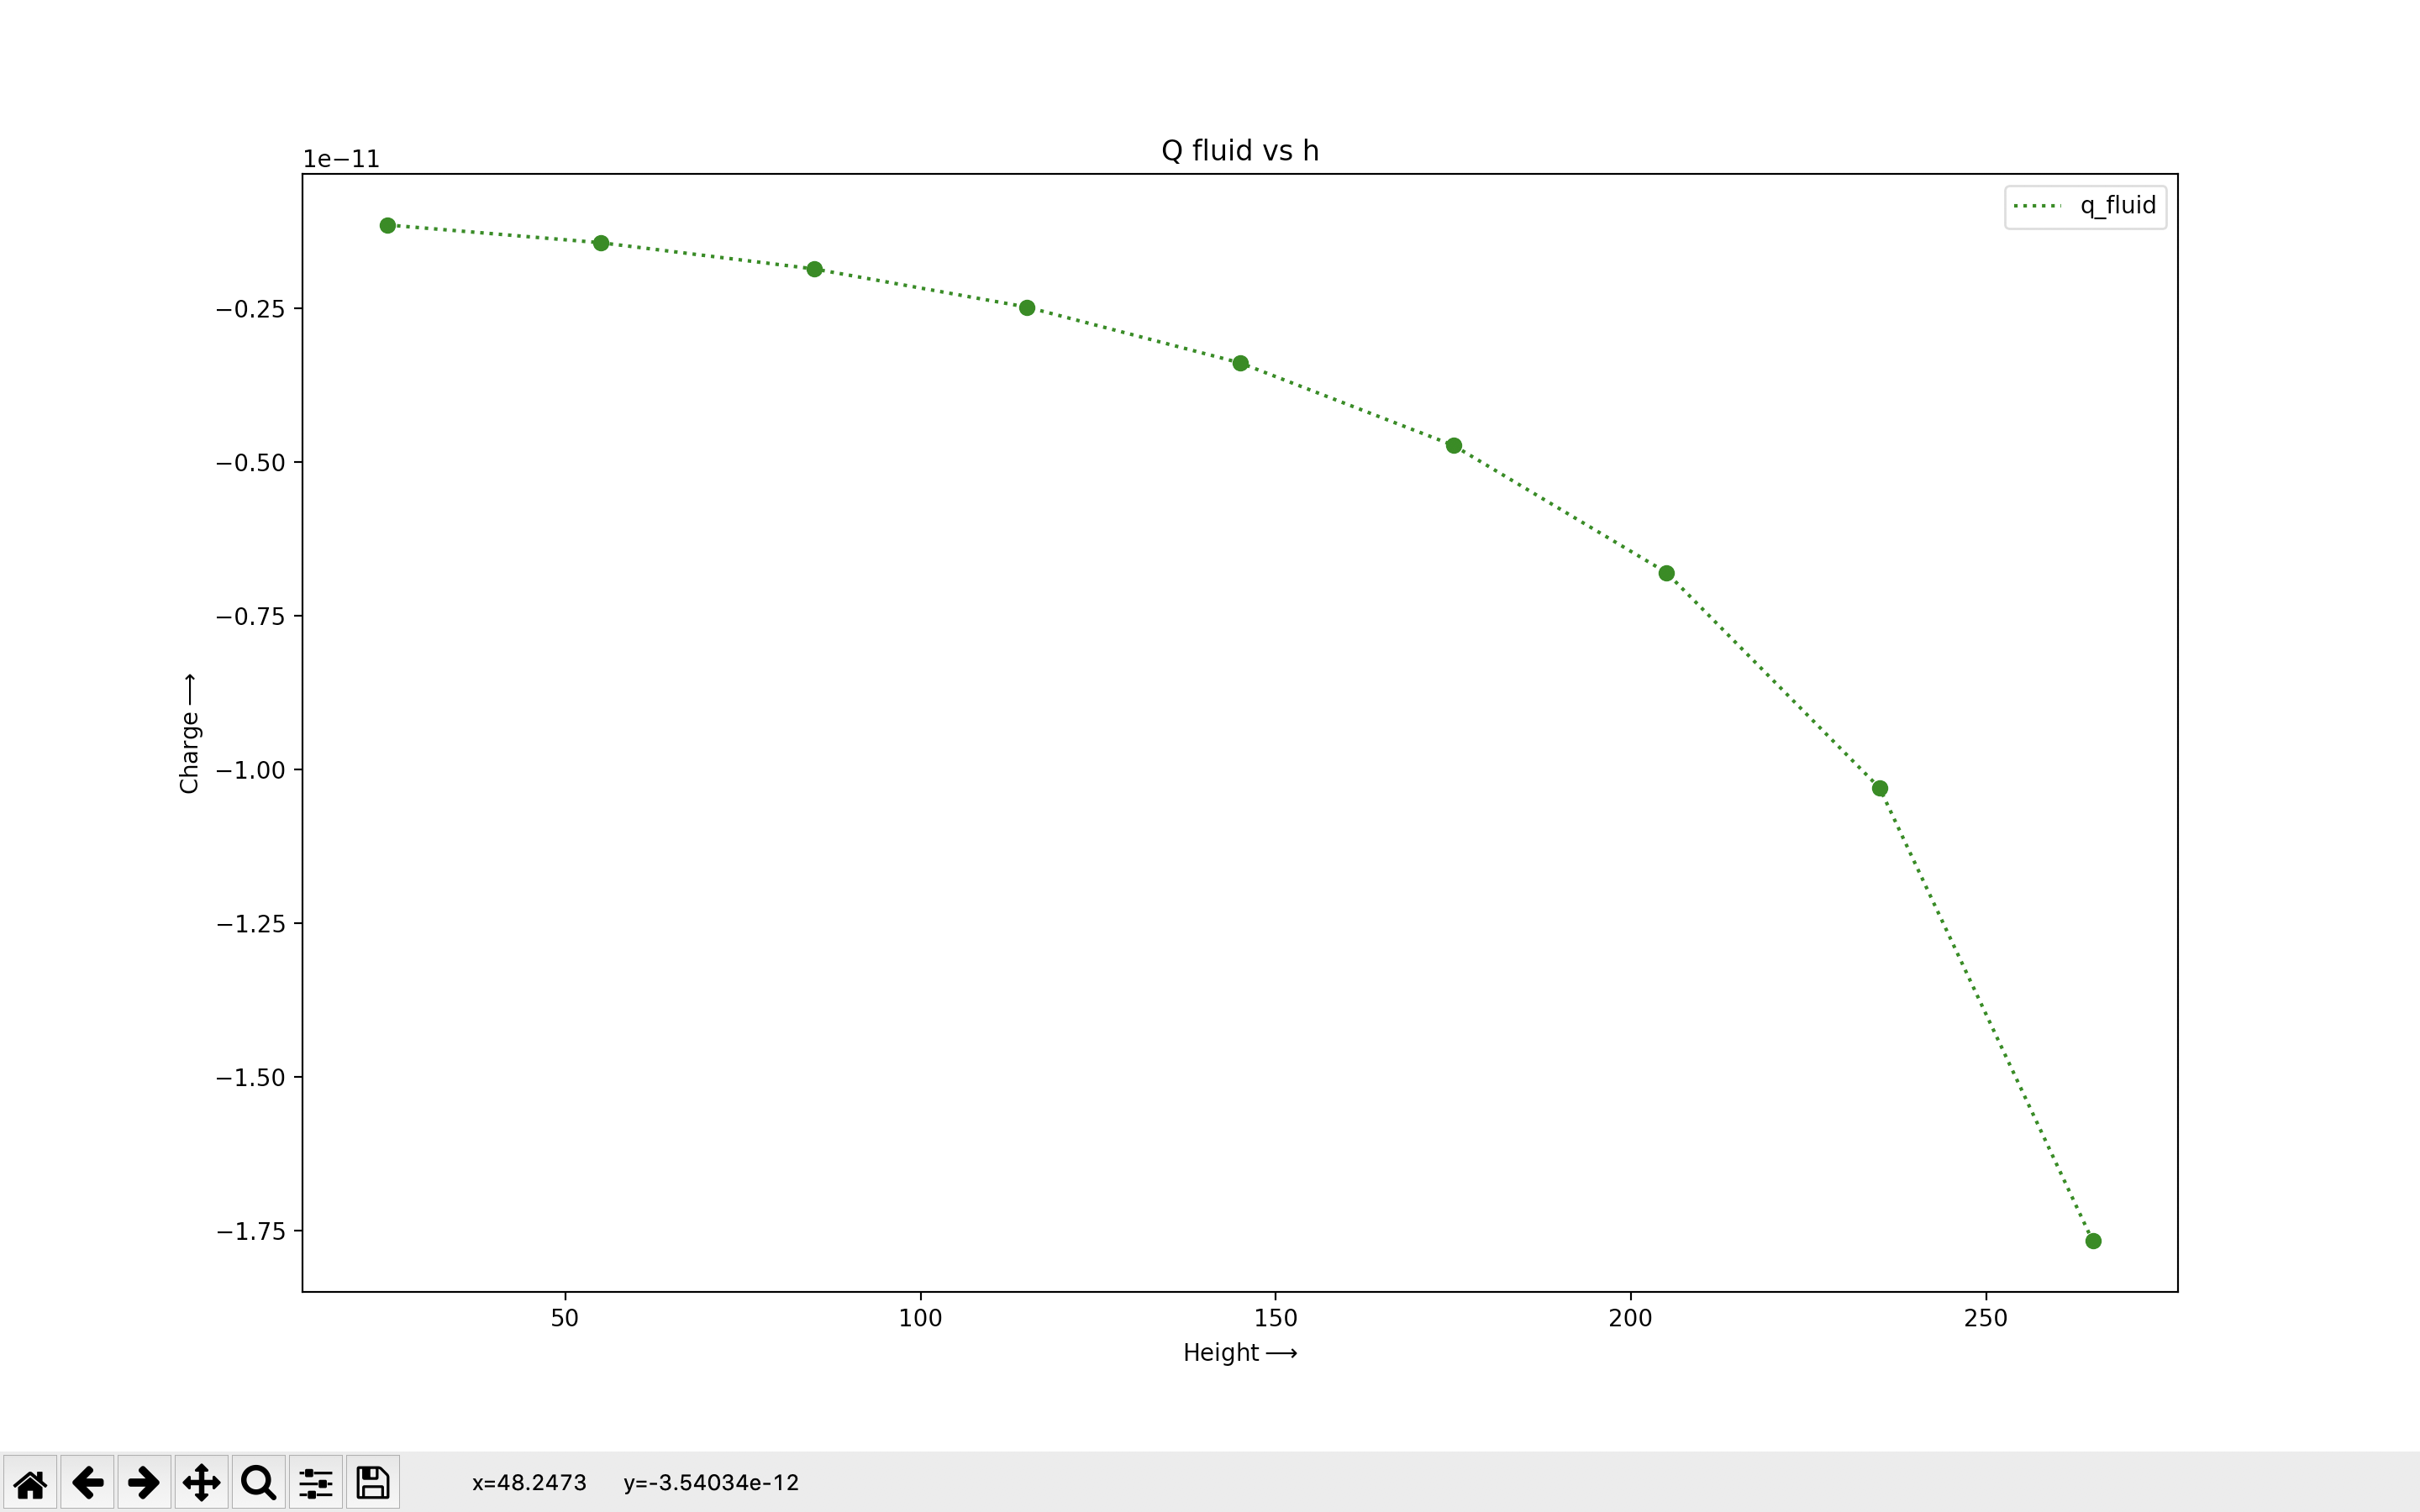 Q fluid vs h
1e−11
q_fluid
−0.25
−0.50
−0.75
−1.00
−1.25
−1.50
−1.75
Charge ⟶
50 100 150 200 250
Height ⟶
x=48.2473 y=-3.54034e-12